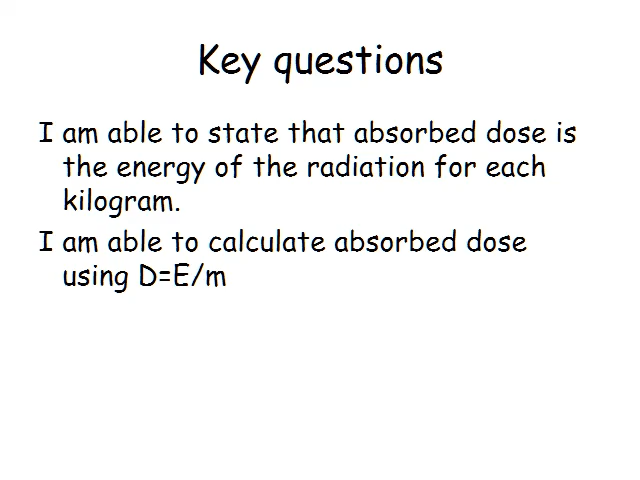 Key questions
I am able to state that absorbed dose is
the energy of the radiation for each
kilogram.
I am able to calculate absorbed dose
using D=E/m